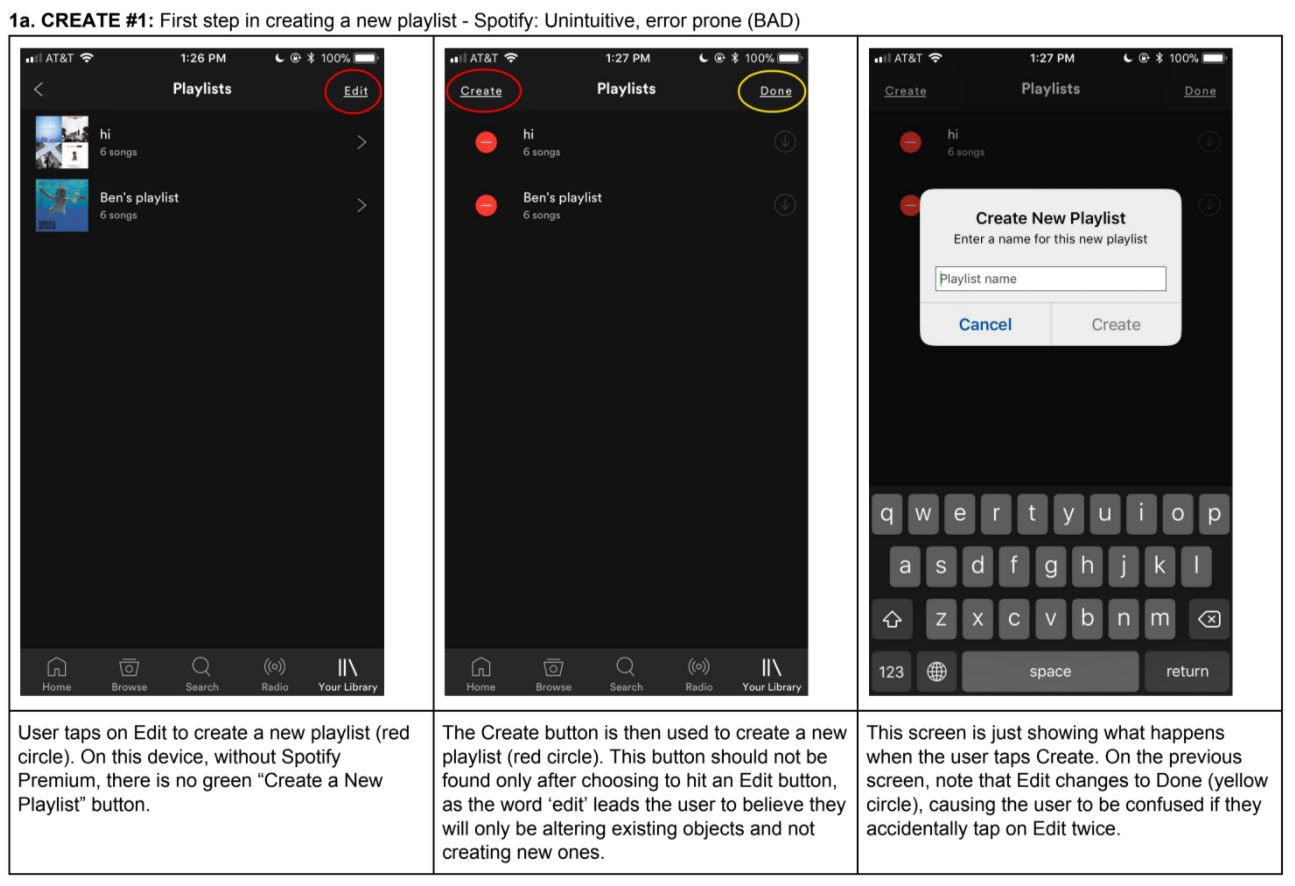 1a. CREATE #1: First step in creating a new playlist - Spotify: Unintuitive, error prone (BAD)
AT&T 1:26 PM 100%
Playlists Edit
hi
6 songs
Ben's playlist
6 songs
Home Browse Search Radio Your Library
AT&T 1:27 PM 100%
Create Playlists Done
hi
6 songs
Ben's playlist
6 songs
Home Browse Search Radio Your Library
AT&T 1:27 PM 100%
Create Playlists Done
hi
6 songs
Create New Playlist
Enter a name for this new playlist
Playlist name
Cancel Create
q w e r t y u i o p
a s d f g h j k l
z x c v b n m
123 space return
User taps on Edit to create a new playlist (red
circle). On this device, without Spotify
Premium, there is no green “Create a New
Playlist” button.
The Create button is then used to create a new
playlist (red circle). This button should not be
found only after choosing to hit an Edit button,
as the word ‘edit’ leads the user to believe they
will only be altering existing objects and not
creating new ones.
This screen is just showing what happens
when the user taps Create. On the previous
screen, note that Edit changes to Done (yellow
circle), causing the user to be confused if they
accidentally tap on Edit twice.